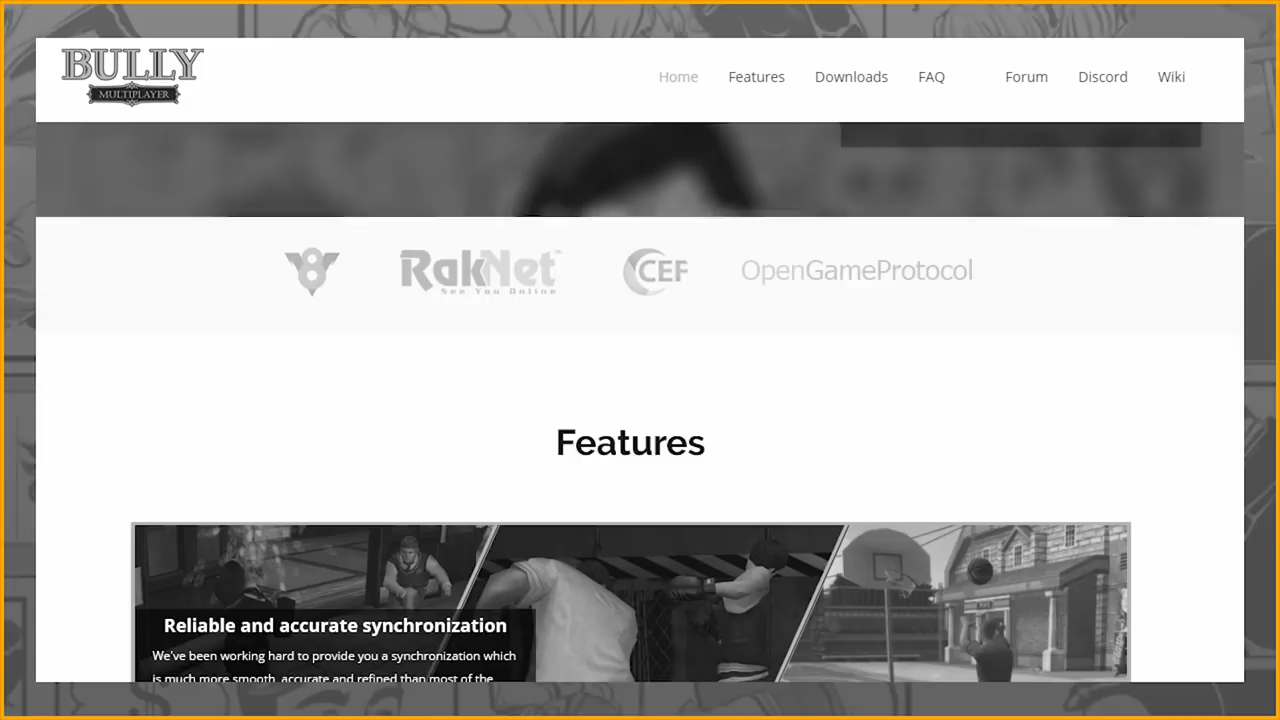 BULLY
MULTIPLAYER
Home Features Downloads FAQ Forum Discord Wiki
V8 RakNet™ CEF OpenGameProtocol
See You Online
Features
Reliable and accurate synchronization
We've been working hard to provide you a synchronization which
is much more smooth, accurate and refined than most of the